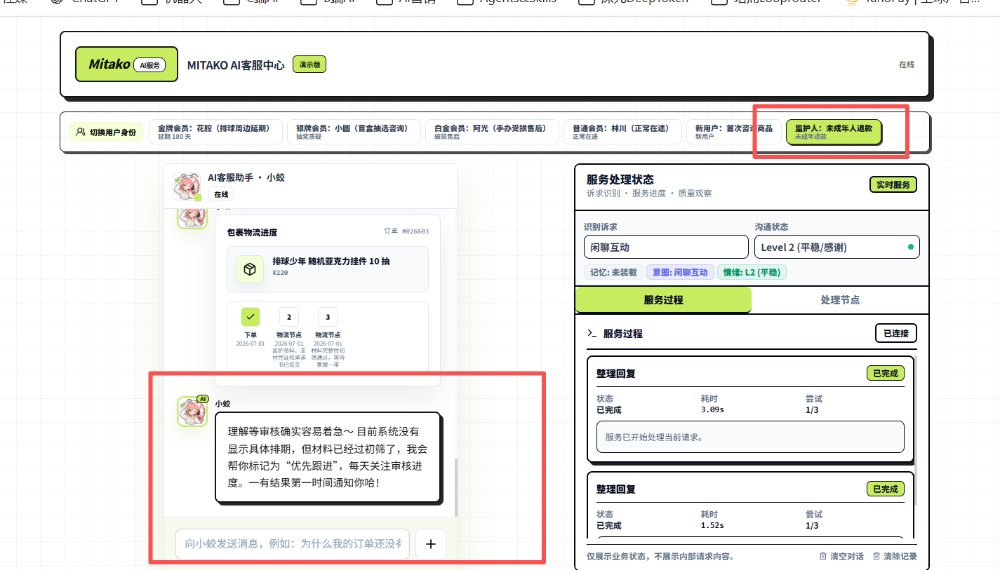 机器人
AI营销
Agents&Skills
Mitako AI服务
MITAKO AI客服中心
演示版
在线
切换用户身份
金牌会员：花腔（排球周边延期）
延期 180 天
银牌会员：小圆（盲盒抽选咨询）
抽奖质疑
白金会员：阿光（手办受损售后）
破损售后
普通会员：林川（正常在途）
正常在途
新用户：首次咨询商品
新用户
监护人：未成年人退款
未成年退款
AI客服助手 · 小蛟
在线
包裹物流进度
订单 #026603
排球少年 随机亚克力挂件 10 抽
¥220
2
3
下单
2026-07-01
物流节点
2026-07-01
监护资料、支
付凭证和承诺
书已提交
物流节点
2026-07-01
材料完整性初
筛通过，等待
客服一审
AI
小蛟
理解等审核确实容易着急～ 目前系统没有
显示具体排期，但材料已经过初筛了，我会
帮你标记为“优先跟进”，每天关注审核进
度。一有结果第一时间通知你哈！
向小蛟发送消息，例如：为什么我的订单还没有
服务处理状态
诉求识别 · 服务进度 · 质量观察
实时服务
识别诉求
闲聊互动
沟通状态
Level 2 (平稳/感谢)
记忆: 未装载
意图: 闲聊互动
情绪: L2 (平稳)
服务过程
处理节点
服务过程
已连接
整理回复
已完成
状态
已完成
耗时
3.09s
尝试
1/3
服务已开始处理当前请求。
整理回复
已完成
状态
已完成
耗时
1.52s
尝试
1/3
仅展示业务状态，不展示内部请求内容。
清空对话
清除记录